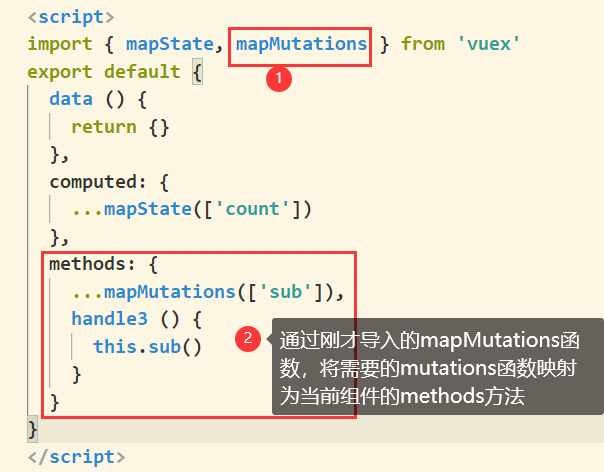 <script>
import { mapState, mapMutations } from 'vuex'
1
export default {
data () {
return {}
},
computed: {
...mapState(['count'])
},
methods: {
...mapMutations(['sub']),
handle3 () {
this.sub()
}
}
}
</script>
2
通过刚才导入的mapMutations函
数，将需要的mutations函数映射
为当前组件的methods方法